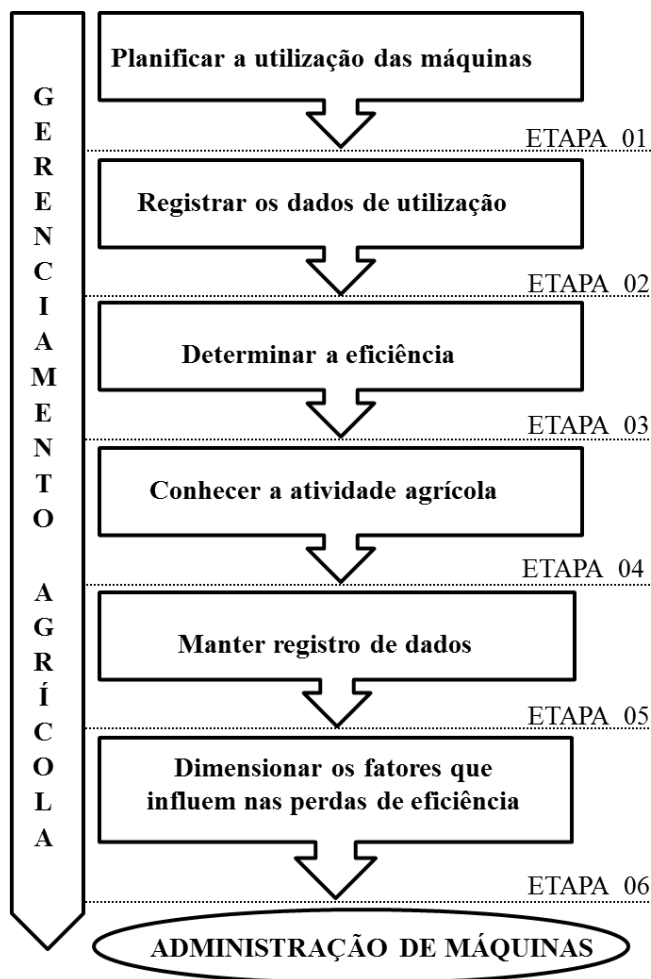 GERENCIAMENTO AGRÍCOLA
Planificar a utilização das máquinas
ETAPA 01
Registrar os dados de utilização
ETAPA 02
Determinar a eficiência
ETAPA 03
Conhecer a atividade agrícola
ETAPA 04
Manter registro de dados
ETAPA 05
Dimensionar os fatores que
influem nas perdas de eficiência
ETAPA 06
ADMINISTRAÇÃO DE MÁQUINAS